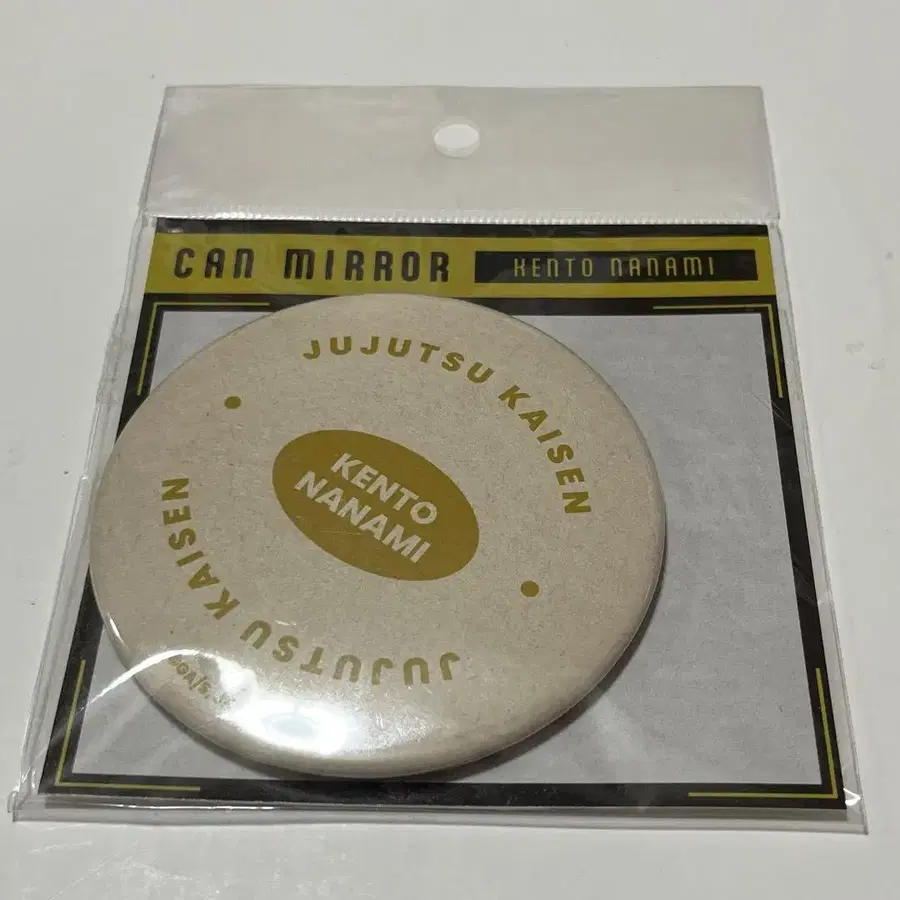 CAN MIRROR
KENTO NANAMI
JUJUTSU KAISEN
KENTO
NANAMI
JUJUTSU KAISEN